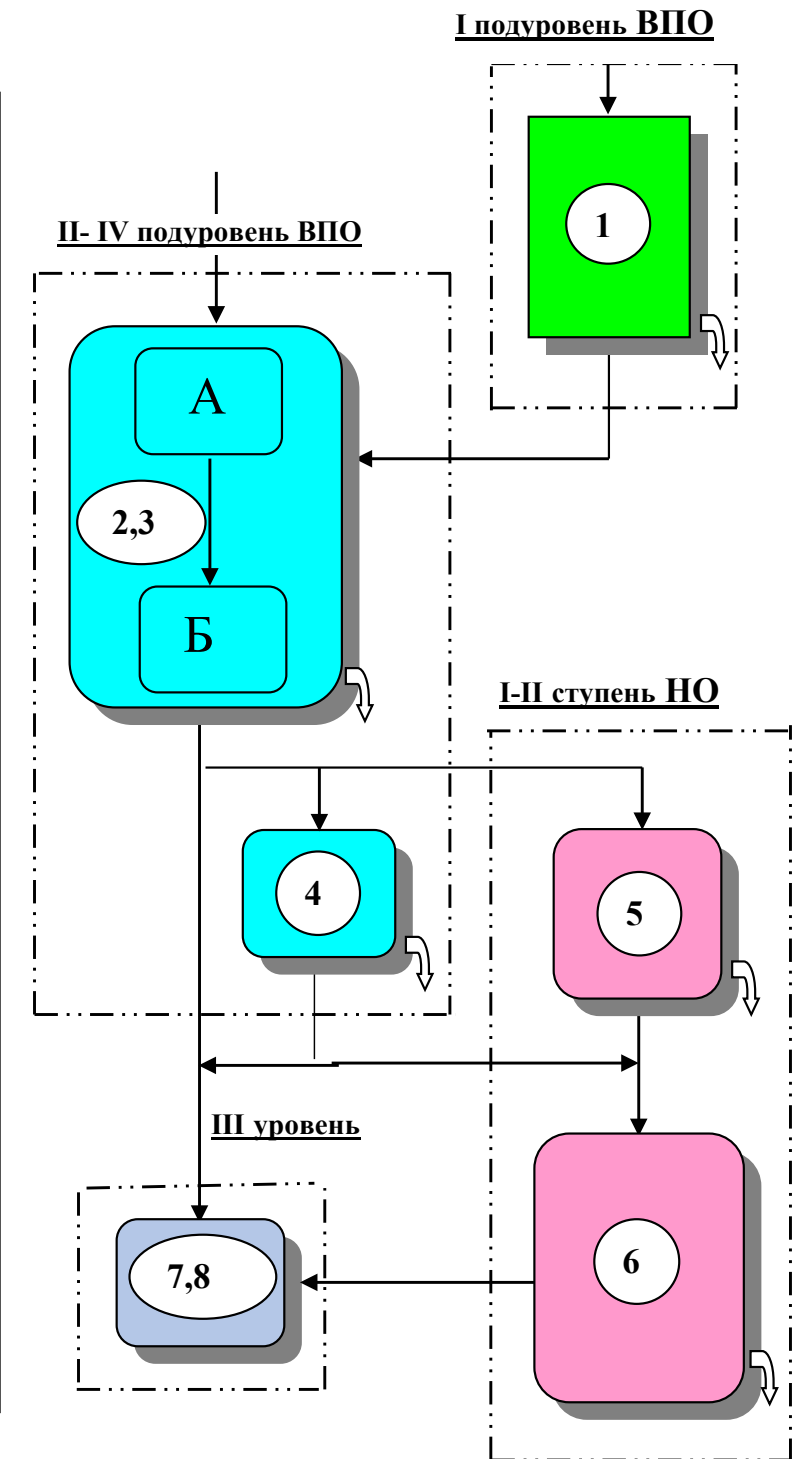 I подуровень ВПО
1
II- IV подуровень ВПО
А
2,3
Б
I-II ступень НО
4
5
III уровень
6
7,8